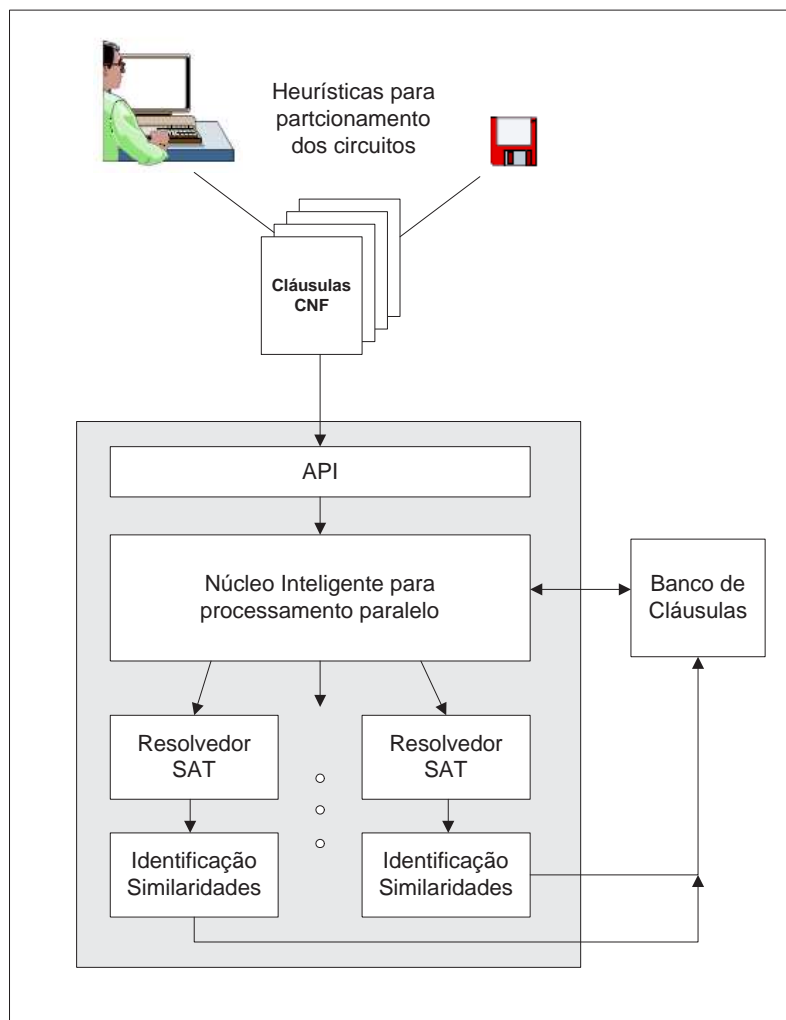 Heurísticas para
partcionamento
dos circuitos
Cláusulas
CNF
API
Núcleo Inteligente para
processamento paralelo
Banco de
Cláusulas
Resolvedor
SAT
Resolvedor
SAT
Identificação
Similaridades
Identificação
Similaridades